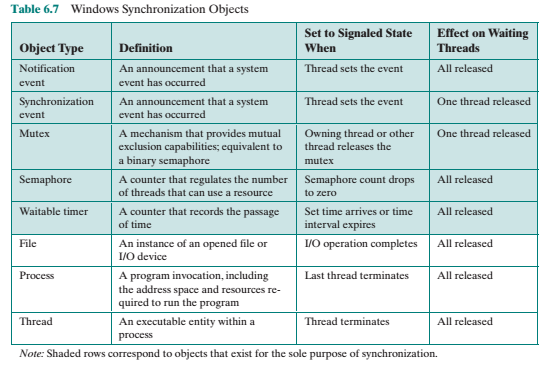 Table 6.7 Windows Synchronization Objects
Object Type Definition Set to Signaled State When Effect on Waiting Threads
Notification event An announcement that a system event has occurred Thread sets the event All released
Synchronization event An announcement that a system event has occurred Thread sets the event One thread released
Mutex A mechanism that provides mutual exclusion capabilities; equivalent to a binary semaphore Owning thread or other thread releases the mutex One thread released
Semaphore A counter that regulates the number of threads that can use a resource Semaphore count drops to zero All released
Waitable timer A counter that records the passage of time Set time arrives or time interval expires All released
File An instance of an opened file or I/O device I/O operation completes All released
Process A program invocation, including the address space and resources re-quired to run the program Last thread terminates All released
Thread An executable entity within a process Thread terminates All released
Note: Shaded rows correspond to objects that exist for the sole purpose of synchronization.